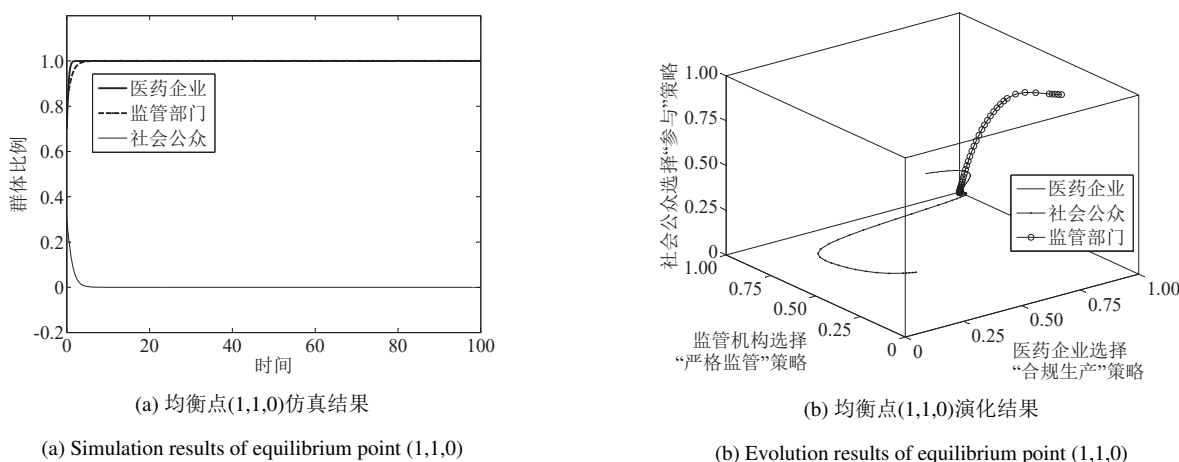 1.0
0.8
0.6
0.4
0.2
0
-0.2
群体比例
医药企业
监管部门
社会公众
0 20 40 60 80 100
时间
(a) 均衡点(1,1,0)仿真结果
(a) Simulation results of equilibrium point (1,1,0)
1.00
0.75
0.50
0.25
0
社会公众选择“参与”策略
医药企业
社会公众
监管部门
1.00
0.75
0.50
0.25
0
监管机构选择
“严格监管”策略
0
0.25
0.50
0.75
1.00
医药企业选择
“合规生产”策略
(b) 均衡点(1,1,0)演化结果
(b) Evolution results of equilibrium point (1,1,0)